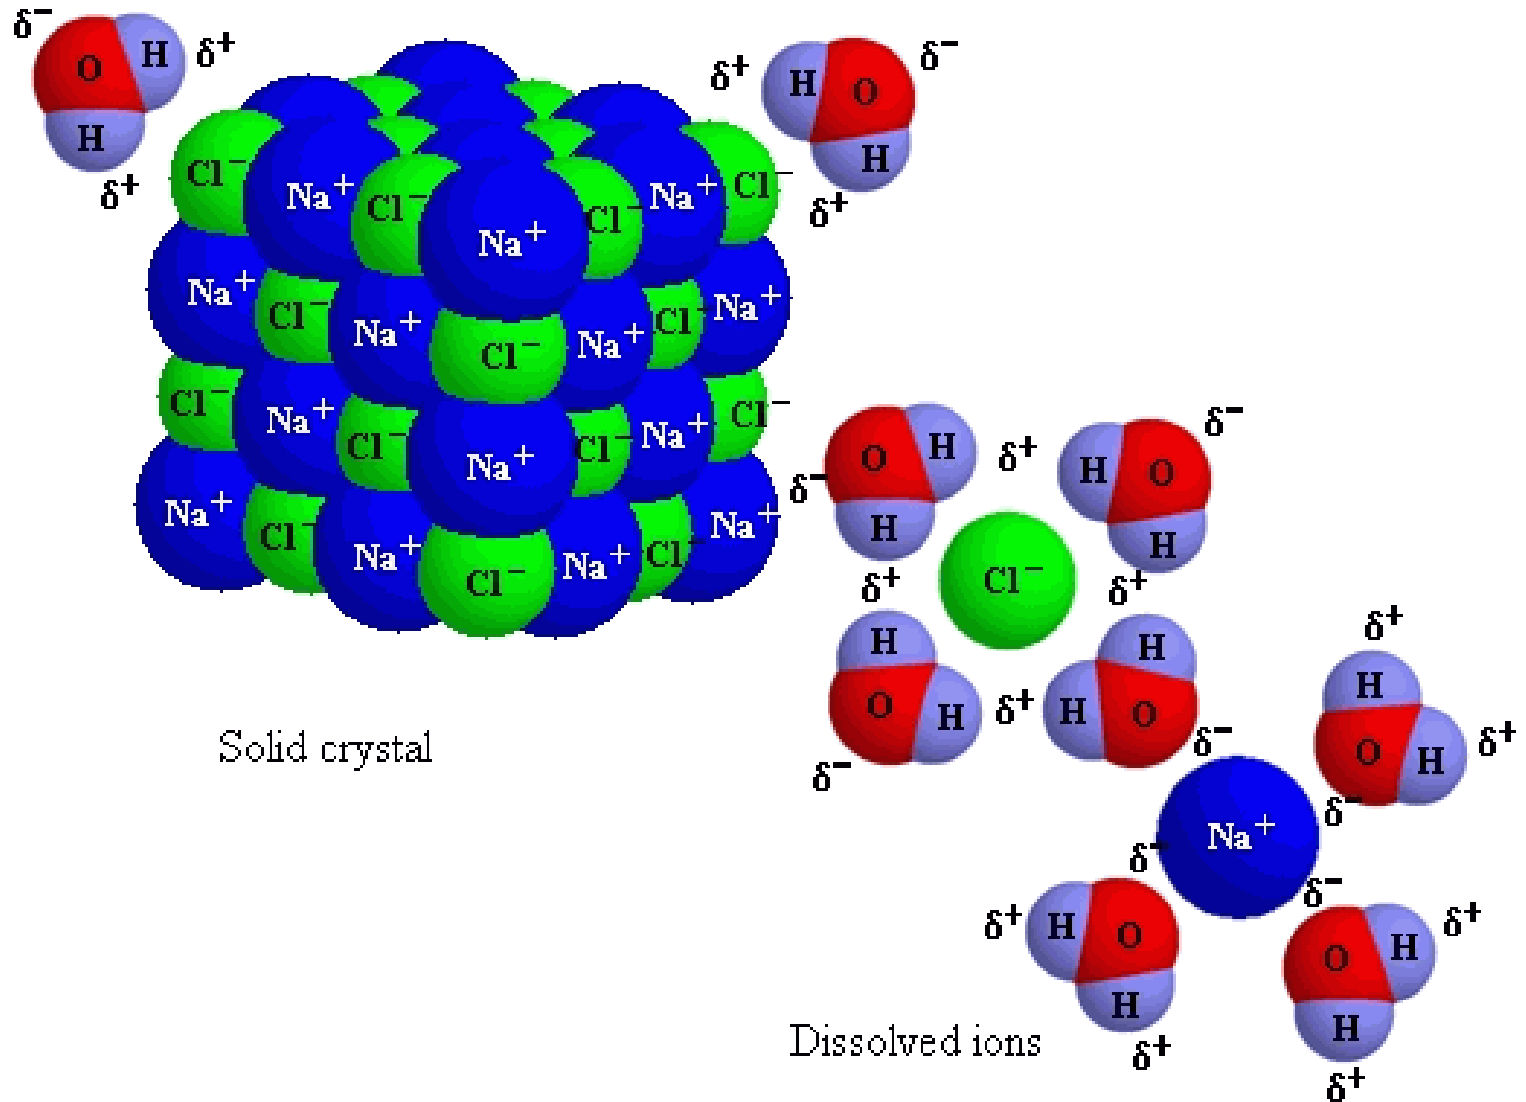 δ⁻ O H δ⁺
H
δ⁺
δ⁺ H O δ⁻
H
δ⁺
Cl⁻ Na⁺ Cl⁻ Na⁺ Cl⁻ Na⁺ Cl⁻
Na⁺ Cl⁻ Na⁺ Cl⁻ Na⁺ Cl⁻ Na⁺
Cl⁻ Na⁺ Cl⁻ Na⁺ Cl⁻ Na⁺ Cl⁻
Na⁺ Cl⁻ Na⁺ Cl⁻ Na⁺ Cl⁻ Na⁺
Solid crystal
O H δ⁺ H O δ⁻
δ⁻ H H
δ⁺ Cl⁻ δ⁺
H H
O H δ⁺ H O
δ⁻ δ⁻
δ⁺
H
O H δ⁺
δ⁻
Na⁺
δ⁻ δ⁻
δ⁺ H O
H
δ⁺
O H δ⁺
H
δ⁺
Dissolved ions